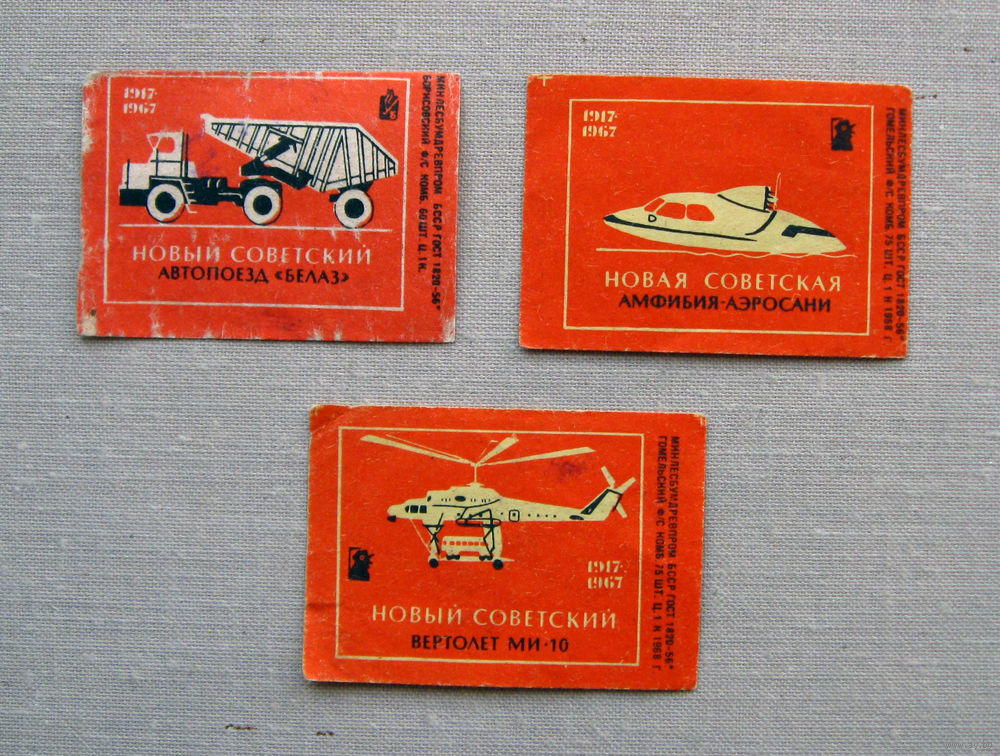 1917-
1967
НОВЫЙ СОВЕТСКИЙ
АВТОПОЕЗД «БЕЛАЗ»
МИНЛЕСБУМДРЕВПРОМ БССР ГОСТ 1820-56*
БОРИСОВСКИЙ Ф/С КОМБ. 60 ШТ. Ц. 1 К.
1917-
1967
НОВАЯ СОВЕТСКАЯ
АМФИБИЯ-АЭРОСАНИ
МИНЛЕСБУМДРЕВПРОМ БССР ГОСТ 1820-56*
ГОМЕЛЬСКИЙ Ф/С КОМБ 75 ШТ. Ц. 1 К 1968 Г
1917-
1967
НОВЫЙ СОВЕТСКИЙ
ВЕРТОЛЕТ МИ-10
МИНЛЕСБУМДРЕВПРОМ БССР ГОСТ 1820-56*
ГОМЕЛЬСКИЙ Ф/С КОМБ 75 ШТ. Ц. 1 К 1968 Г